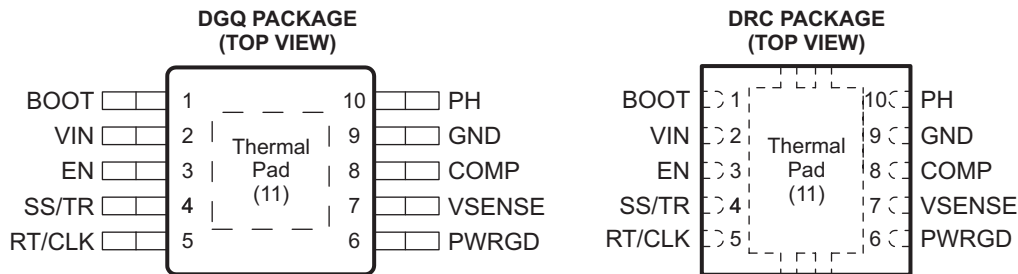 DGQ PACKAGE
(TOP VIEW)
BOOT 1 10 PH
VIN 2 9 GND
EN 3 8 COMP
SS/TR 4 7 VSENSE
RT/CLK 5 6 PWRGD
Thermal
Pad
(11)
DRC PACKAGE
(TOP VIEW)
BOOT 1 10 PH
VIN 2 9 GND
EN 3 8 COMP
SS/TR 4 7 VSENSE
RT/CLK 5 6 PWRGD
Thermal
Pad
(11)